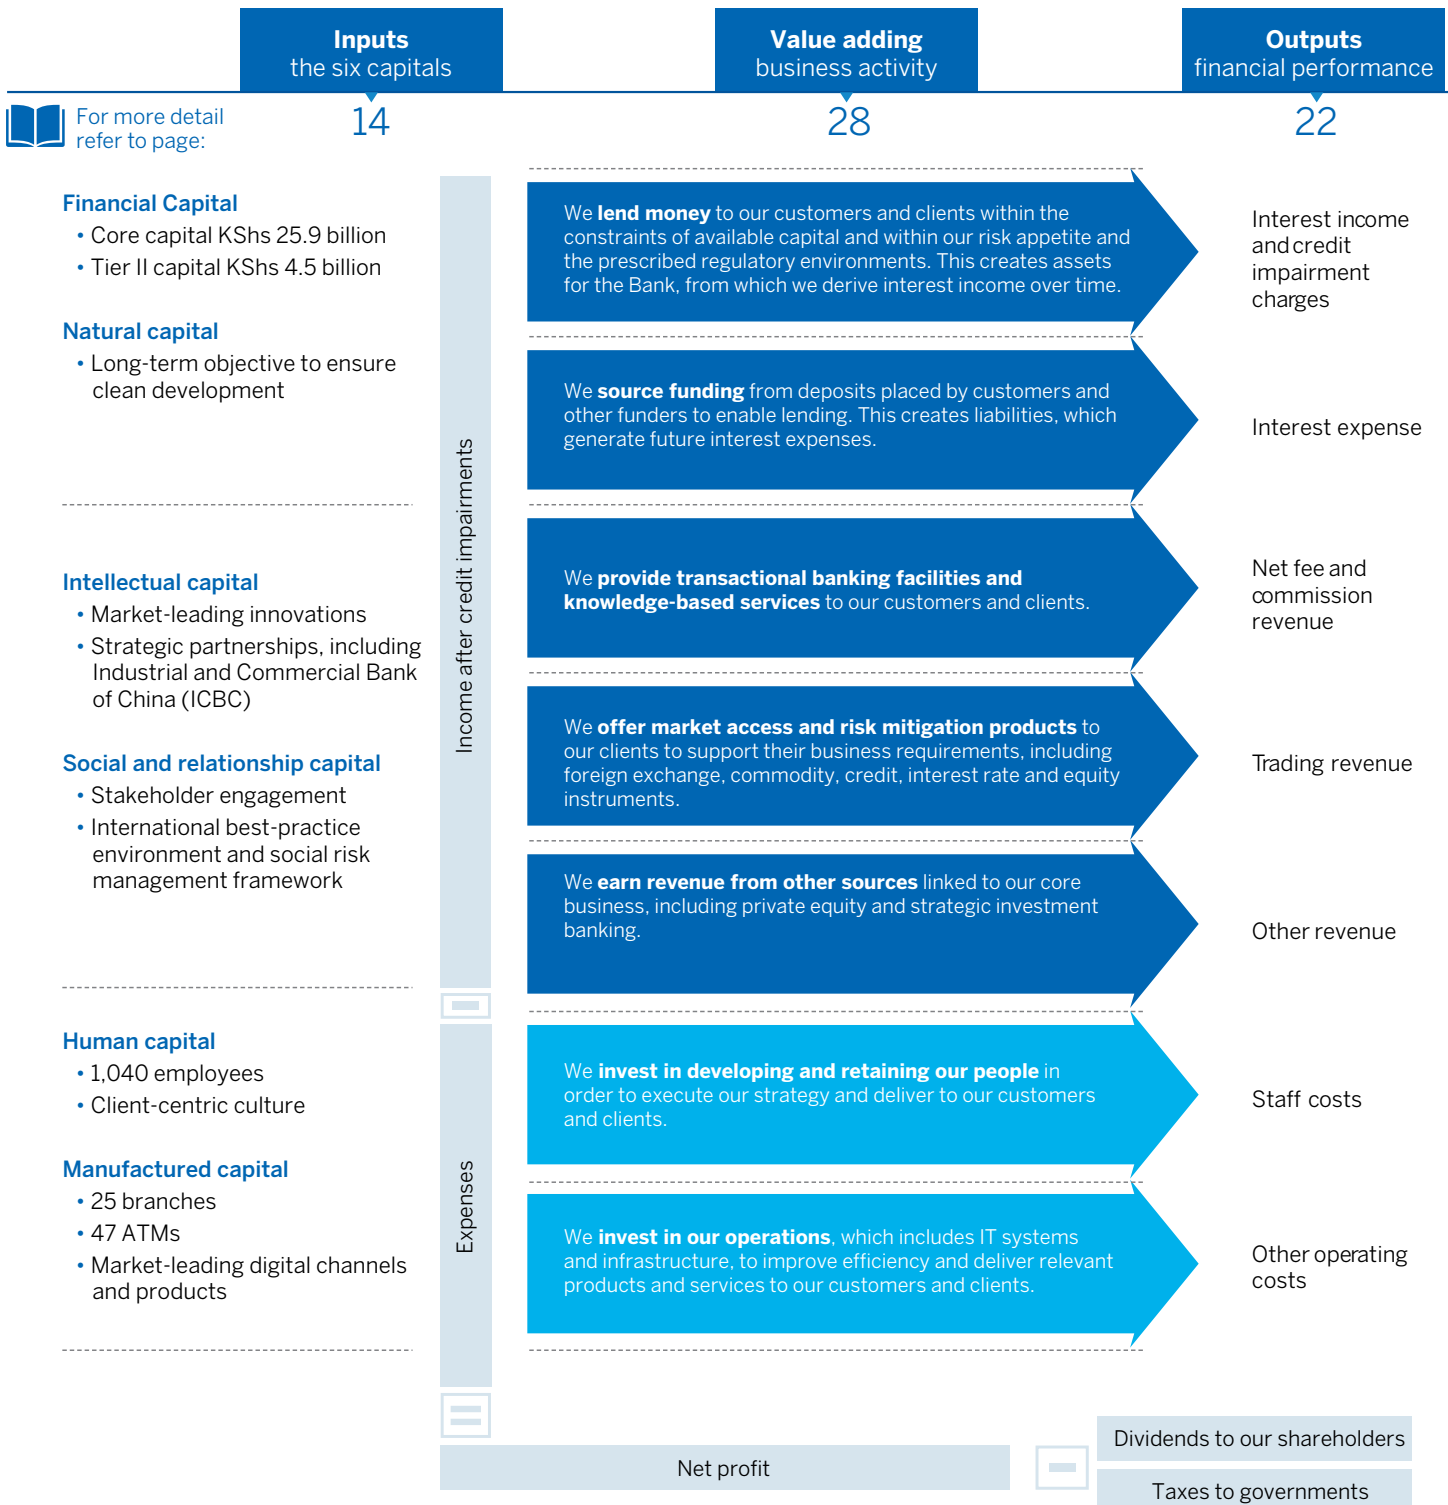 Inputs
the six capitals
Value adding
business activity
Outputs
financial performance
For more detail
refer to page:
14
28
22
Financial Capital
• Core capital KShs 25.9 billion
• Tier II capital KShs 4.5 billion
Natural capital
• Long-term objective to ensure
clean development
Intellectual capital
• Market-leading innovations
• Strategic partnerships, including
Industrial and Commercial Bank
of China (ICBC)
Social and relationship capital
• Stakeholder engagement
• International best-practice
environment and social risk
management framework
Human capital
• 1,040 employees
• Client-centric culture
Manufactured capital
• 25 branches
• 47 ATMs
• Market-leading digital channels
and products
Income after credit impairments
Expenses
We lend money to our customers and clients within the
constraints of available capital and within our risk appetite and
the prescribed regulatory environments. This creates assets
for the Bank, from which we derive interest income over time.
Interest income
and credit
impairment
charges
We source funding from deposits placed by customers and
other funders to enable lending. This creates liabilities, which
generate future interest expenses.
Interest expense
We provide transactional banking facilities and
knowledge-based services to our customers and clients.
Net fee and
commission
revenue
We offer market access and risk mitigation products to
our clients to support their business requirements, including
foreign exchange, commodity, credit, interest rate and equity
instruments.
Trading revenue
We earn revenue from other sources linked to our core
business, including private equity and strategic investment
banking.
Other revenue
We invest in developing and retaining our people in
order to execute our strategy and deliver to our customers
and clients.
Staff costs
We invest in our operations, which includes IT systems
and infrastructure, to improve efficiency and deliver relevant
products and services to our customers and clients.
Other operating
costs
Net profit
Dividends to our shareholders
Taxes to governments